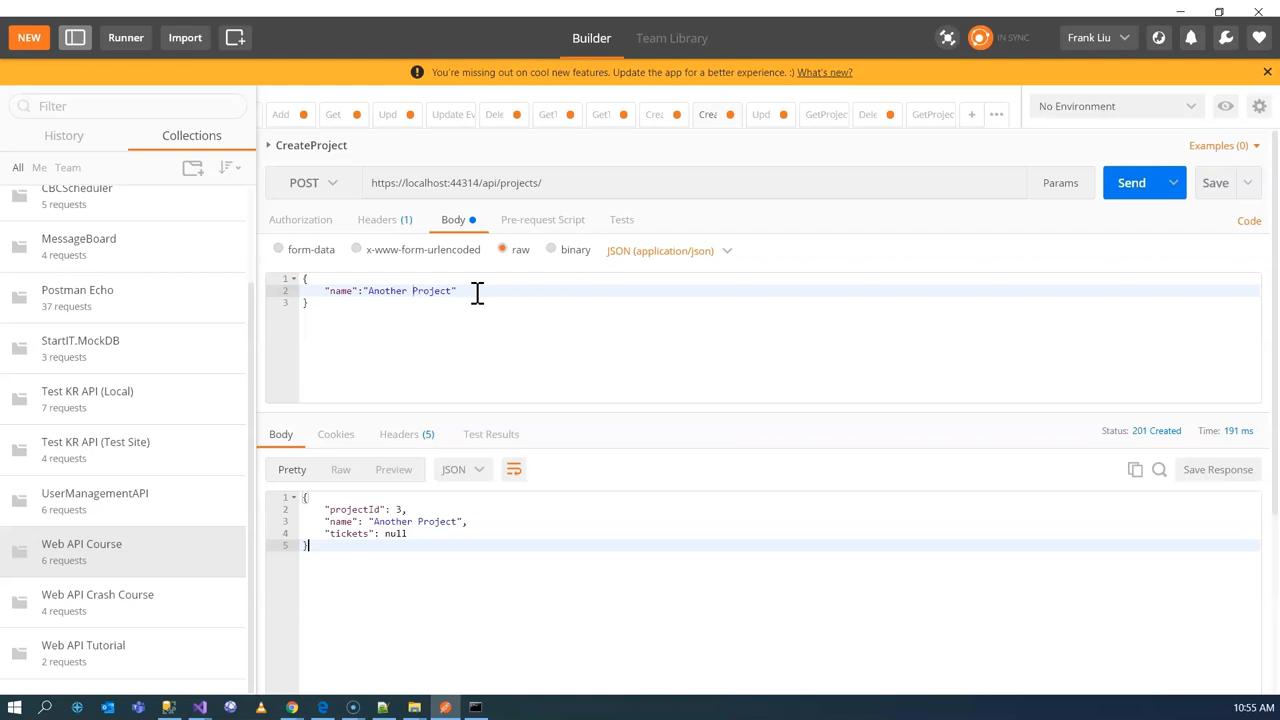 NEW
Runner
Import
Builder
Team Library
IN SYNC
Frank Liu
You're missing out on cool new features. Update the app for a better experience. :) What's new?
Filter
History
Collections
All Me Team
CBCScheduler
5 requests
MessageBoard
4 requests
Postman Echo
37 requests
StartIT.MockDB
3 requests
Test KR API (Local)
7 requests
Test KR API (Test Site)
4 requests
UserManagementAPI
6 requests
Web API Course
6 requests
Web API Crash Course
4 requests
Web API Tutorial
2 requests
Add Get Upd Update Ev Dele GetT GetT Crea Crea Upd GetProjec Dele GetProjec + •••
No Environment
CreateProject
Examples (0)
POST https://localhost:44314/api/projects/ Params Send Save
Authorization Headers (1) Body Pre-request Script Tests Code
form-data x-www-form-urlencoded raw binary JSON (application/json)
1 {
2 "name":"Another Project"
3 }
Body Cookies Headers (5) Test Results Status: 201 Created Time: 191 ms
Pretty Raw Preview JSON Save Response
1 {
2 "projectId": 3,
3 "name": "Another Project",
4 "tickets": null
5 }
10:55 AM